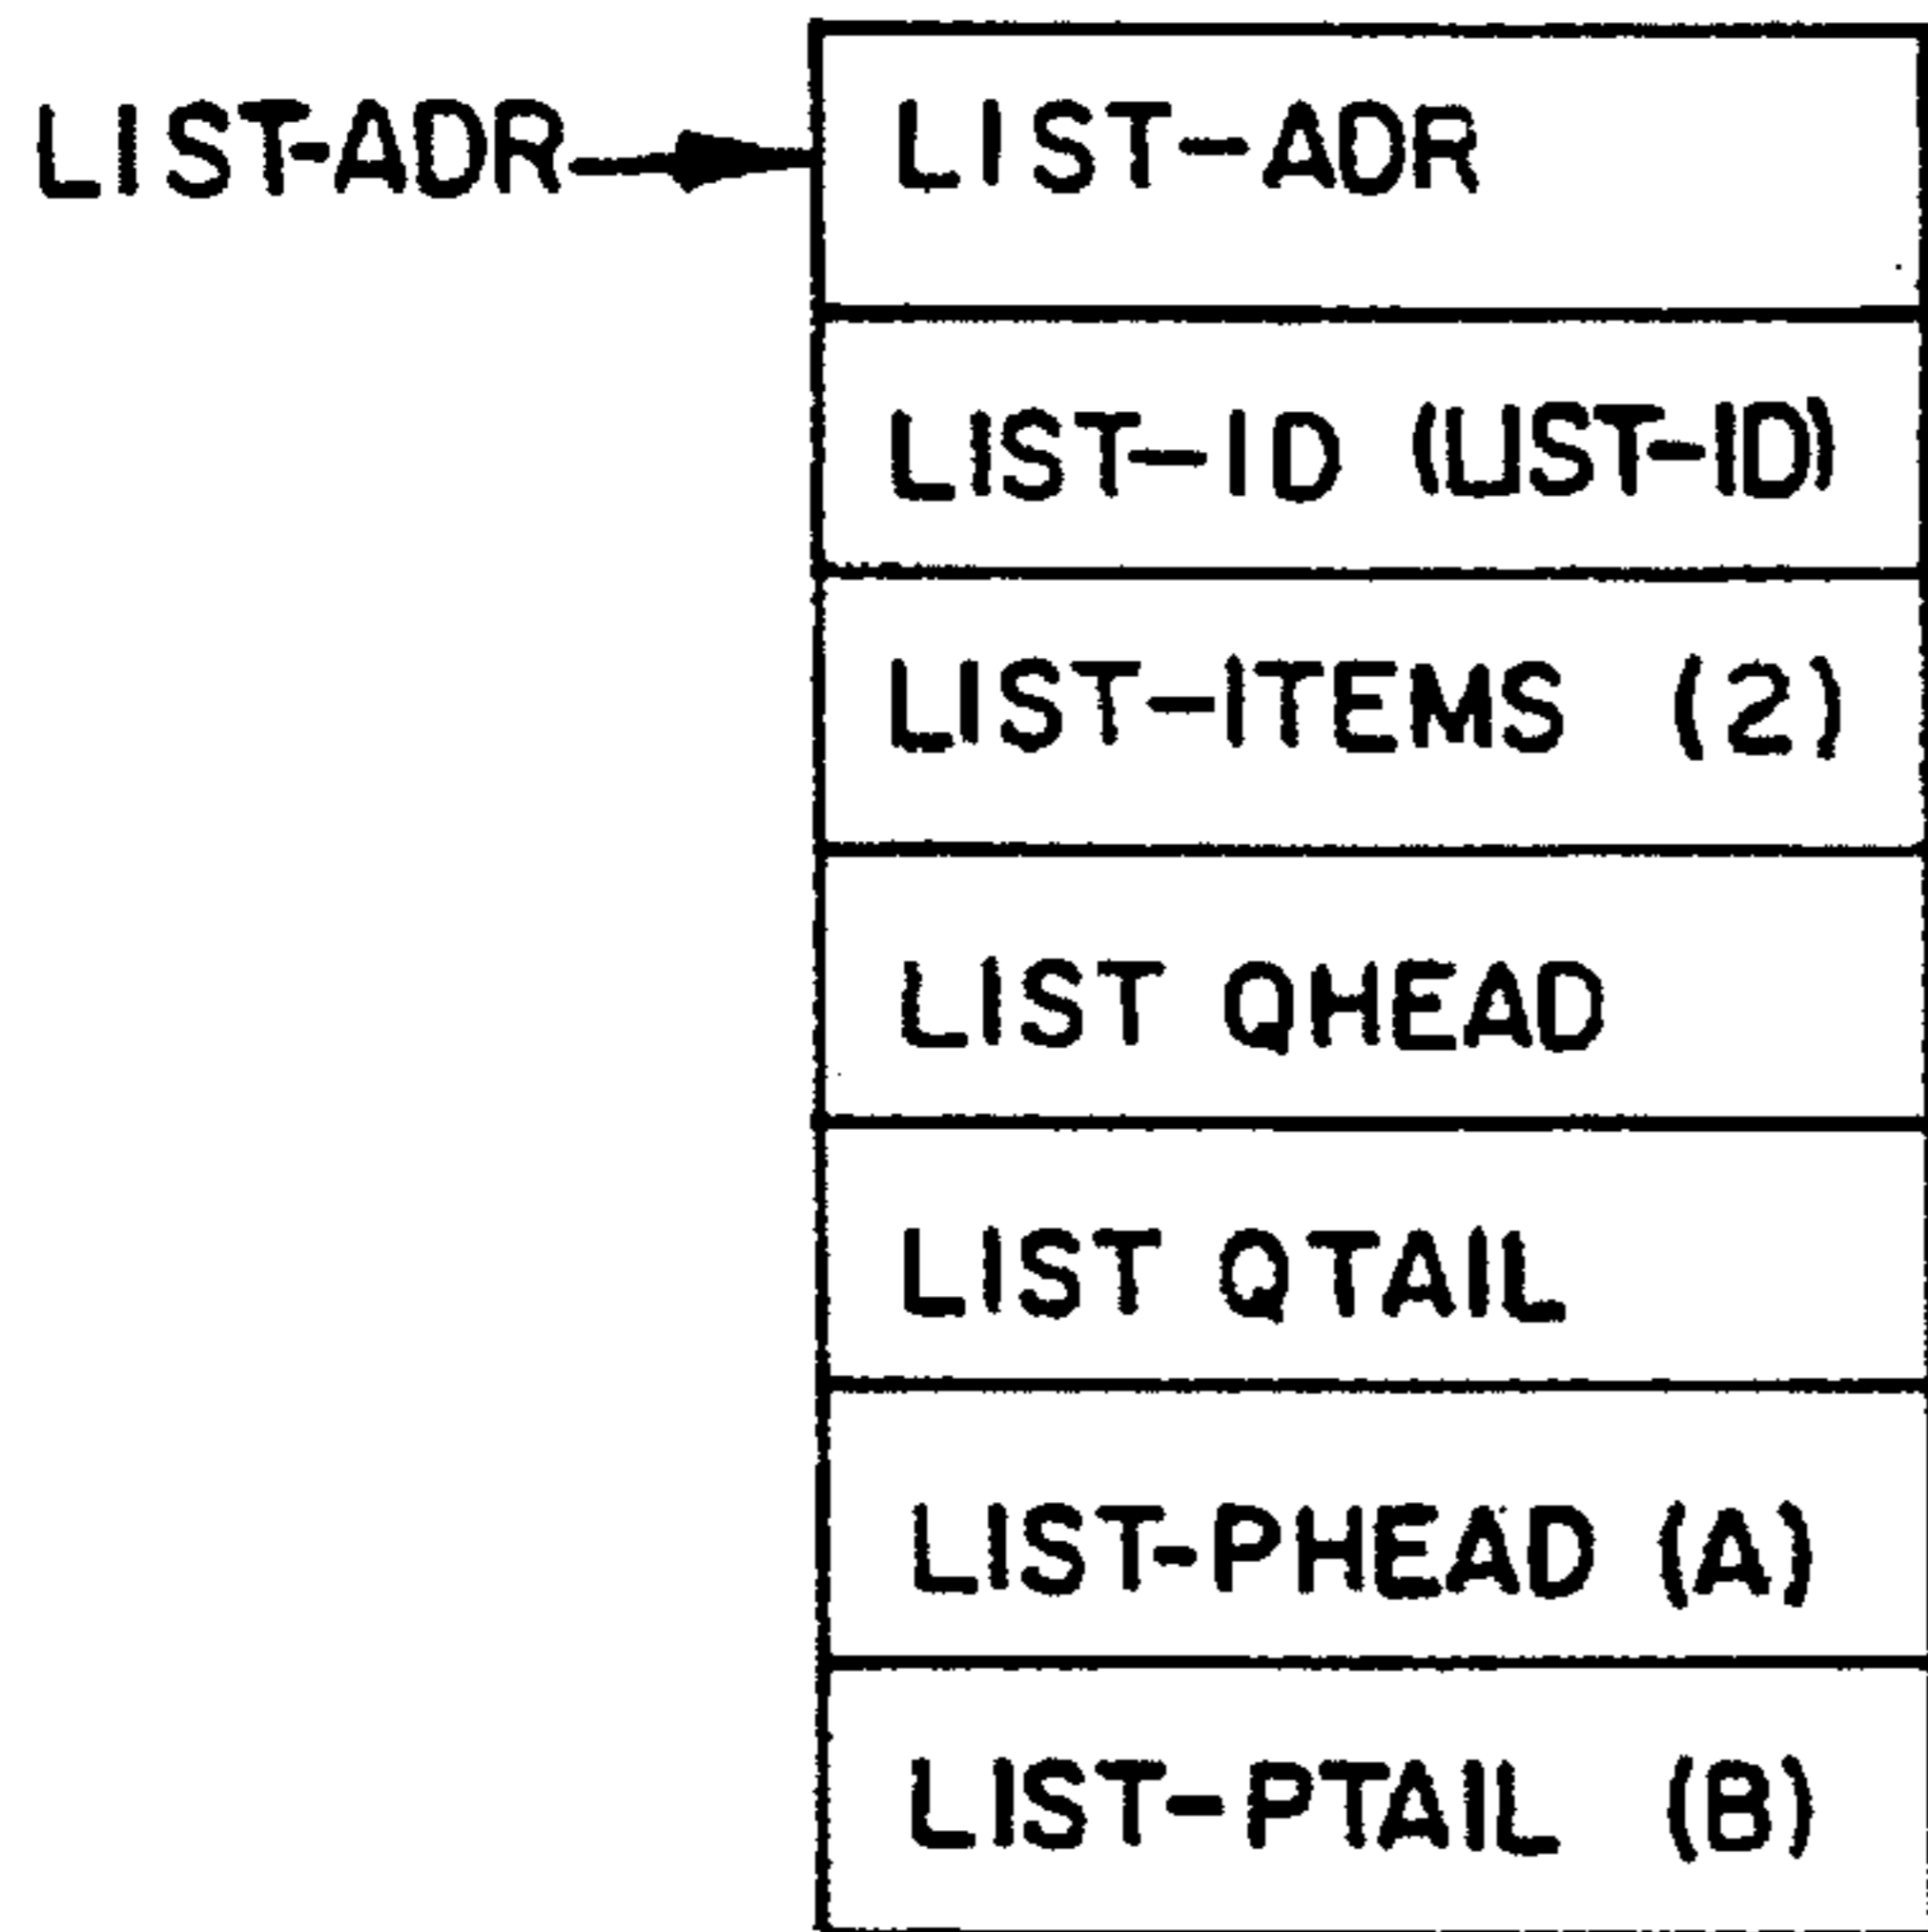 LIST-ADR
LIST-ADR
LIST-ID (LIST-ID)
LIST-ITEMS (2)
LIST QHEAD
LIST QTAIL
LIST-PHEAD (A)
LIST-PTAIL (B)